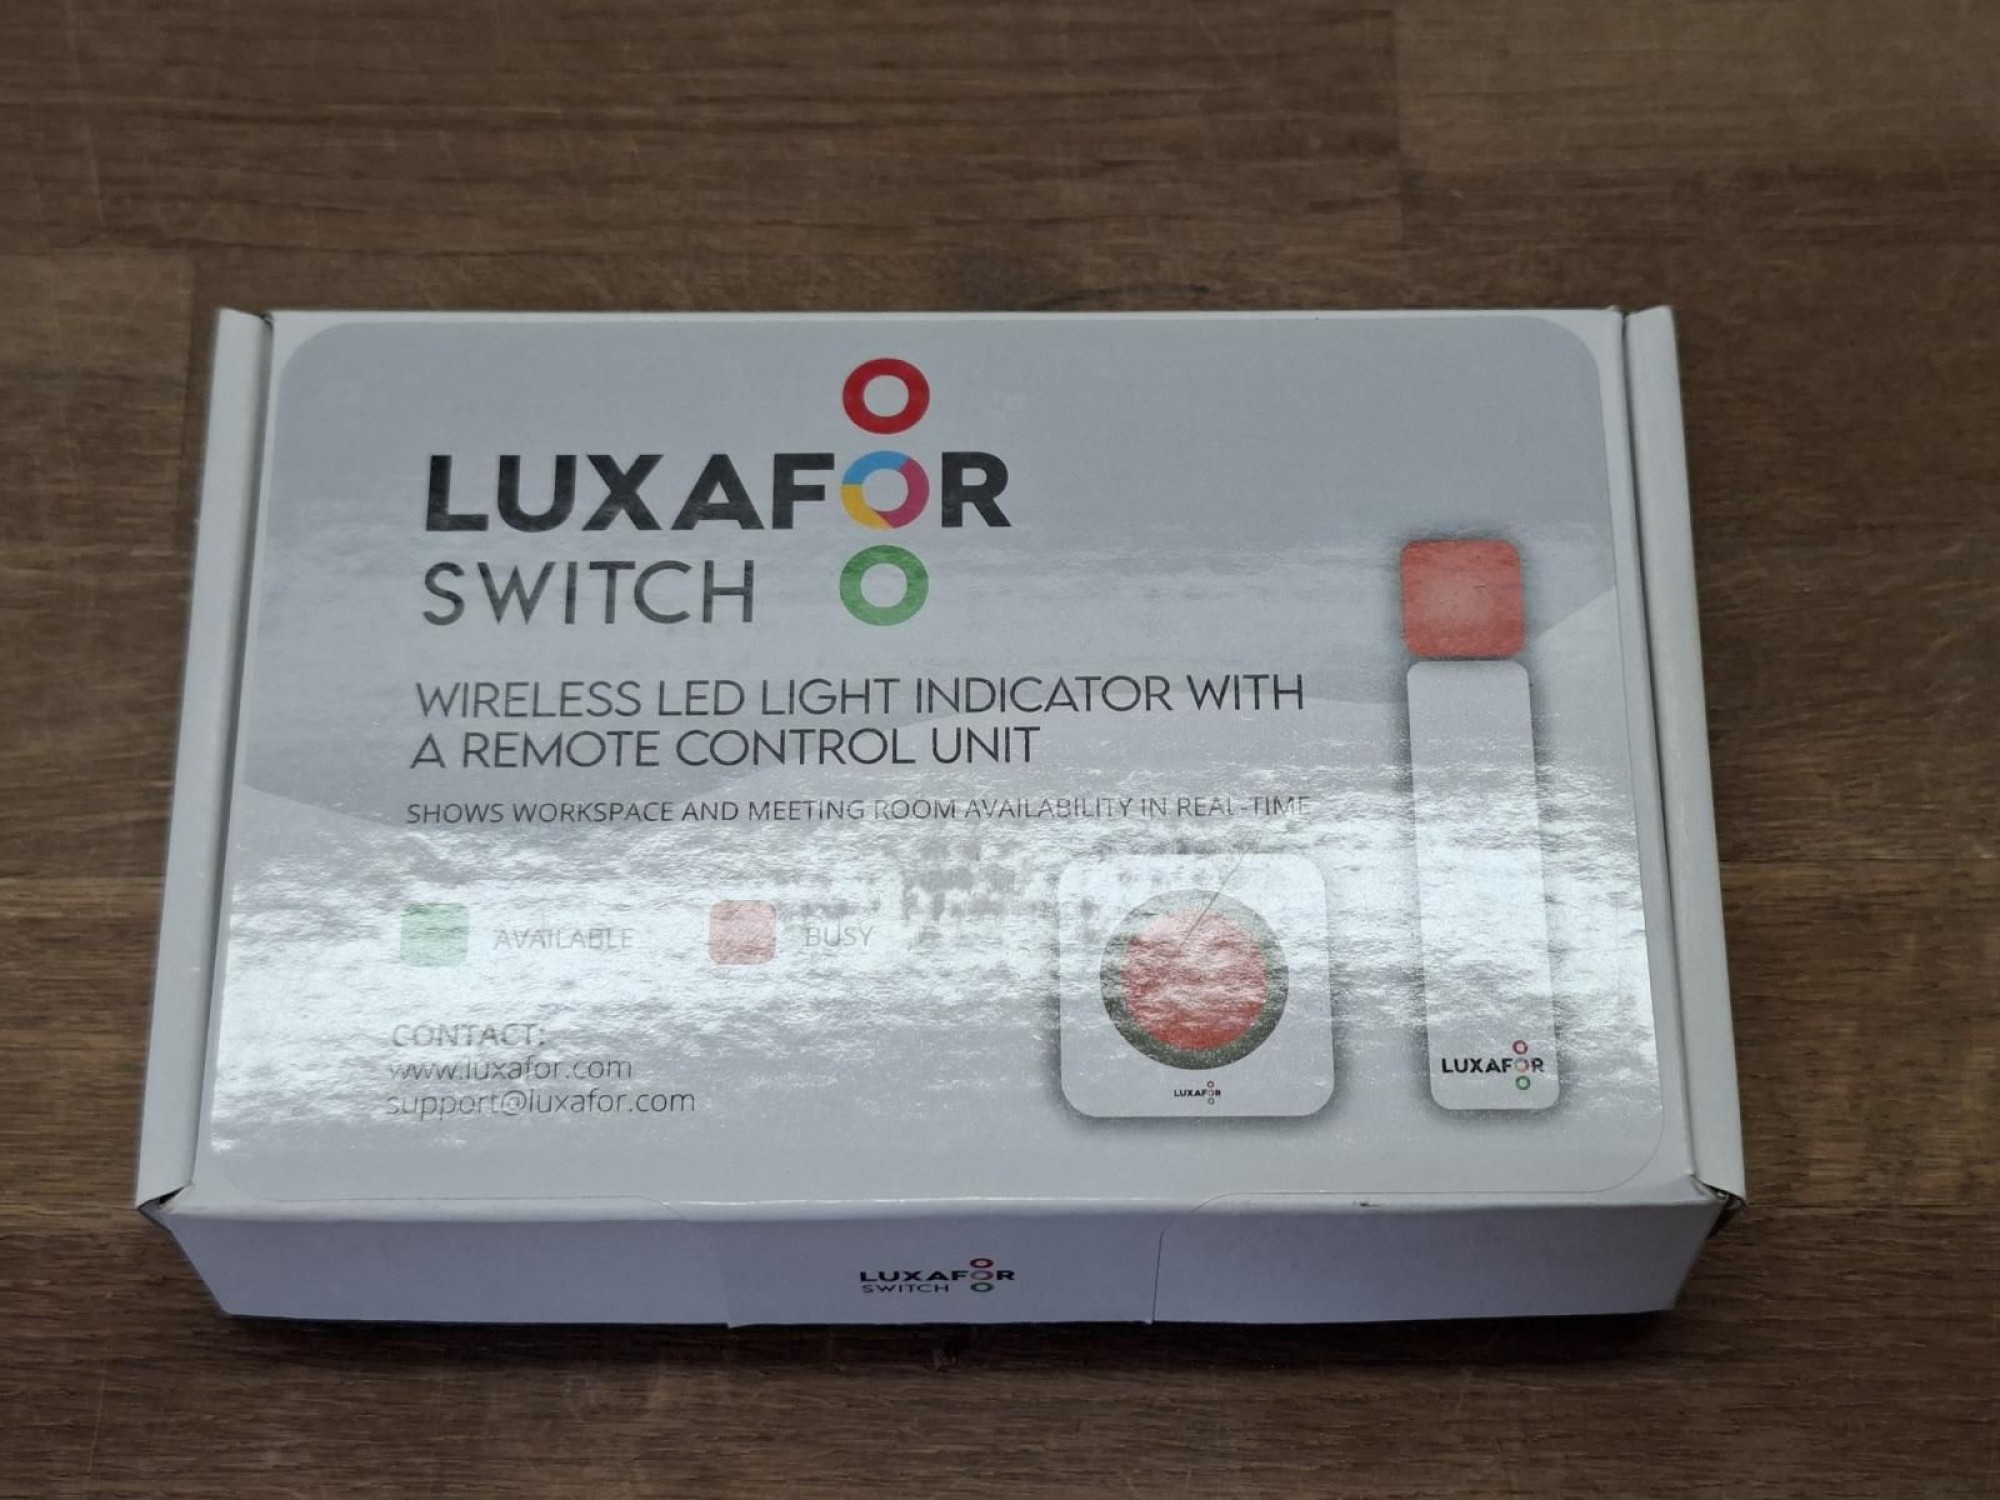 LUXAFOR
SWITCH
WIRELESS LED LIGHT INDICATOR WITH
A REMOTE CONTROL UNIT
SHOWS WORKSPACE AND MEETING ROOM AVAILABILITY IN REAL-TIME
AVAILABLE BUSY
CONTACT:
www.luxafor.com
support@luxafor.com
LUXAFOR
LUXAFOR
LUXAFOR
SWITCH